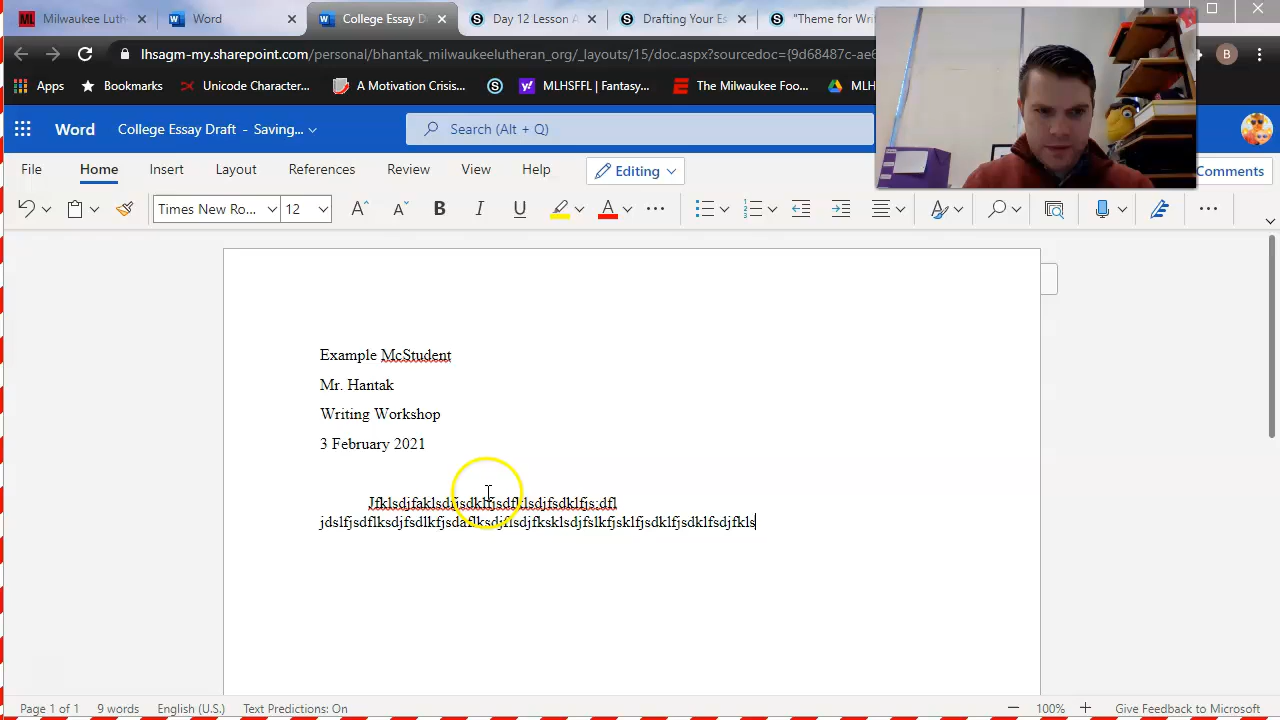 Milwaukee Luth
Word
College Essay D
Day 12 Lesson A
Drafting Your Es
"Theme for Wri
lhsagm-my.sharepoint.com/personal/bhantak_milwaukeelutheran_org/_layouts/15/doc.aspx?sourcedoc={9d68487c-ae6
B
Apps
Bookmarks
Unicode Character...
A Motivation Crisis...
MLHSFFL | Fantasy...
The Milwaukee Foo...
MLH
Word
College Essay Draft - Saving...
Search (Alt + Q)
File
Home
Insert
Layout
References
Review
View
Help
Editing
Comments
Times New Ro...
12
Example McStudent
Mr. Hantak
Writing Workshop
3 February 2021
Page 1 of 1
9 words
English (U.S.)
Text Predictions: On
100%
Give Feedback to Microsoft